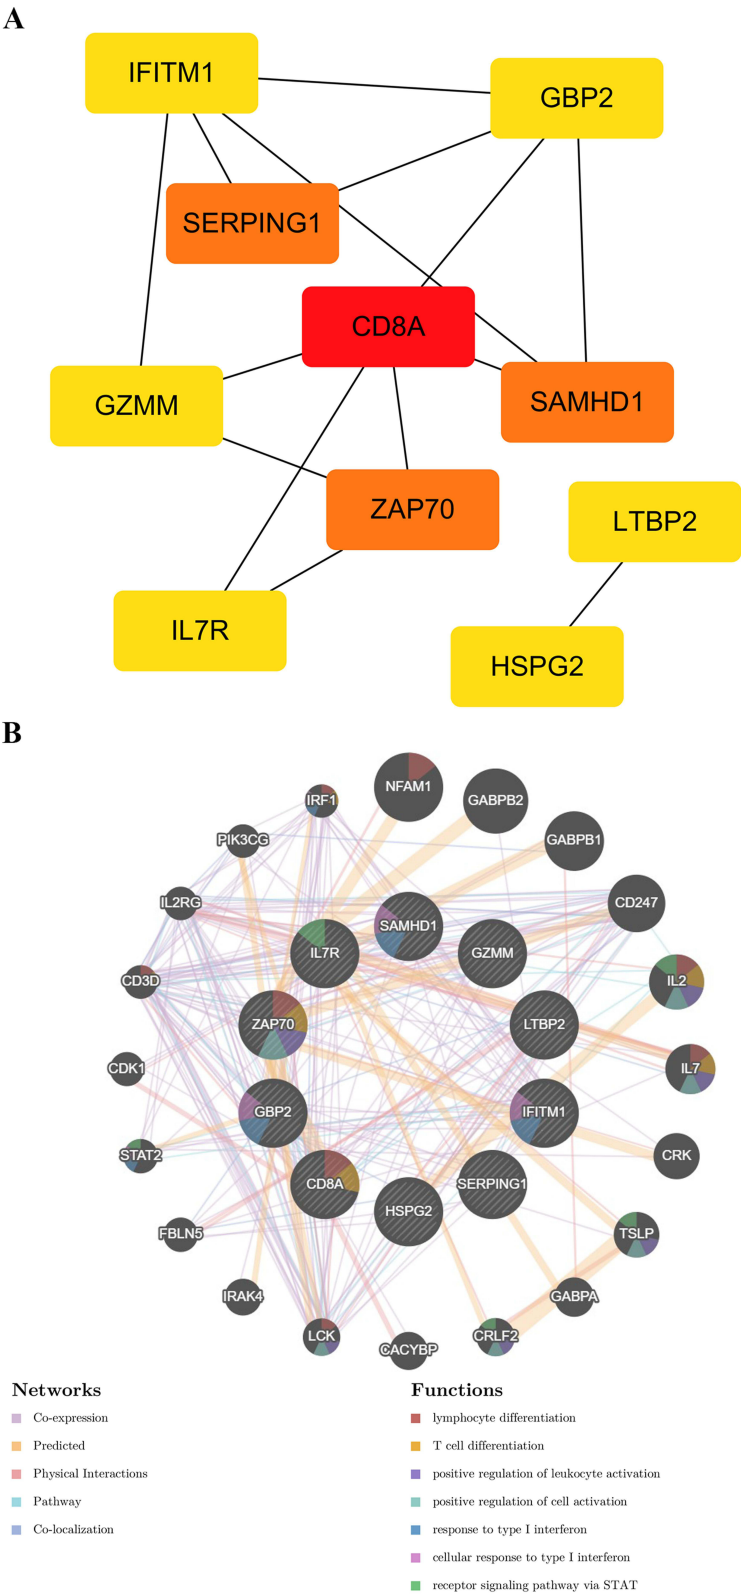 A
IFITM1
GBP2
SERPING1
CD8A
GZMM
SAMHD1
ZAP70
LTBP2
IL7R
HSPG2
B
NFAM1
IRF1
GABPB2
PIK3CG
GABPB1
IL2RG
CD247
SAMHD1
IL7R
GZMM
CD3D
IL2
ZAP70
LTBP2
CDK1
IL7
GBP2
IFITM1
STAT2
CRK
CD8A
SERPING1
HSPG2
FBLN5
TSLP
IRAK4
GABPA
LCK
CRLF2
CACYBP
Networks
Co-expression
Predicted
Physical Interactions
Pathway
Co-localization
Functions
lymphocyte differentiation
T cell differentiation
positive regulation of leukocyte activation
positive regulation of cell activation
response to type I interferon
cellular response to type I interferon
receptor signaling pathway via STAT